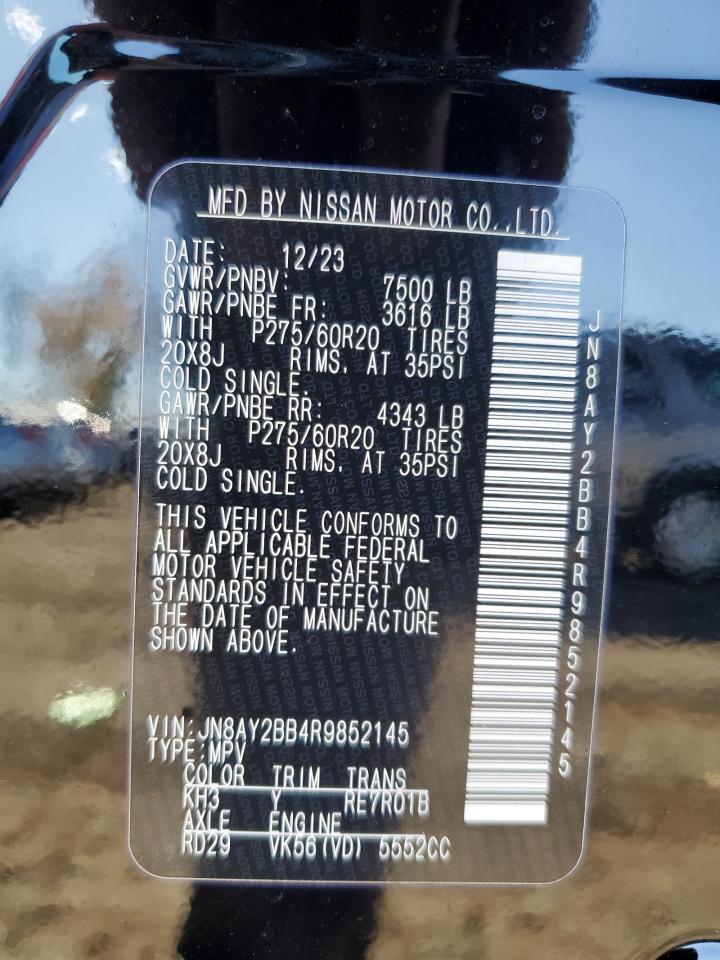 MFD BY NISSAN MOTOR CO.,LTD.
DATE: 12/23
GVWR/PNBV: 7500 LB
GAWR/PNBE FR: 3616 LB
WITH P275/60R20 TIRES
20X8J RIMS. AT 35PSI
COLD SINGLE.
GAWR/PNBE RR: 4343 LB
WITH P275/60R20 TIRES
20X8J RIMS. AT 35PSI
COLD SINGLE.
THIS VEHICLE CONFORMS TO
ALL APPLICABLE FEDERAL
MOTOR VEHICLE SAFETY
STANDARDS IN EFFECT ON
THE DATE OF MANUFACTURE
SHOWN ABOVE.
VIN:JN8AY2BB4R9852145
TYPE:MPV
COLOR TRIM TRANS
KH3 Y RE7R01B
AXLE ENGINE
RD29 VK56(VD) 5552CC
JN8AY2BB4R9852145